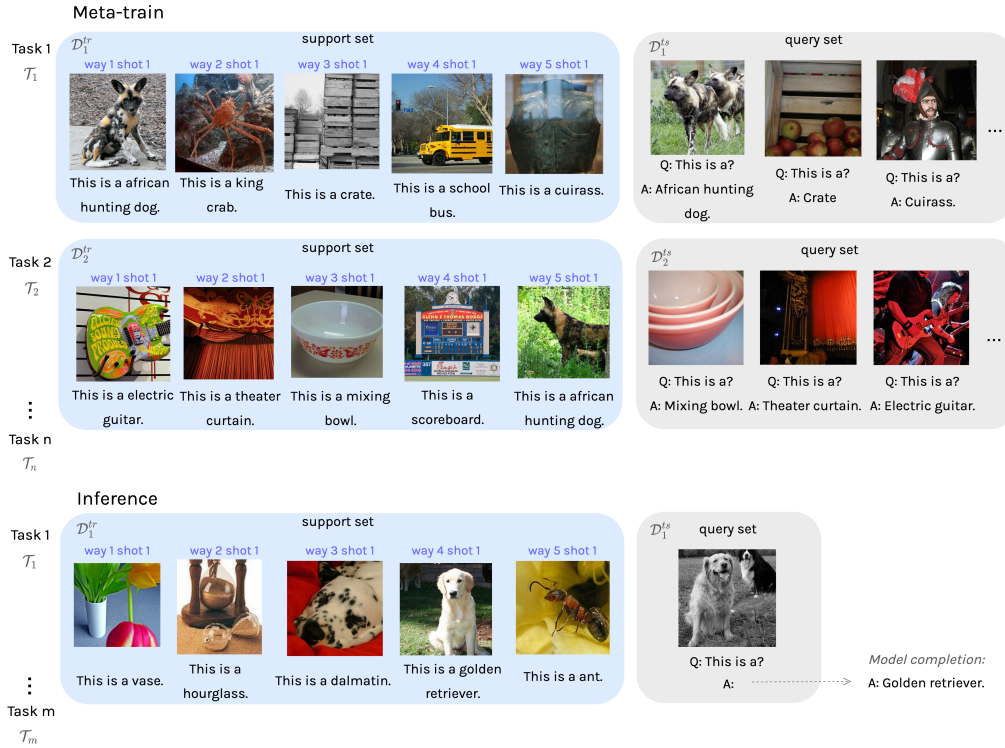 Meta-train
Task 1
𝒯₁
𝒟₁ᵗʳ
support set
way 1 shot 1
way 2 shot 1
way 3 shot 1
way 4 shot 1
way 5 shot 1
This is a african
hunting dog.
This is a king
crab.
This is a crate.
This is a school
bus.
This is a cuirass.
𝒟₁ᵗˢ
query set
Q: This is a?
A: African hunting
dog.
Q: This is a?
A: Crate
Q: This is a?
A: Cuirass.
...
Task 2
𝒯₂
𝒟₂ᵗʳ
support set
way 1 shot 1
way 2 shot 1
way 3 shot 1
way 4 shot 1
way 5 shot 1
This is a electric
guitar.
This is a theater
curtain.
This is a mixing
bowl.
This is a
scoreboard.
This is a african
hunting dog.
𝒟₂ᵗˢ
query set
Q: This is a?
A: Mixing bowl.
Q: This is a?
A: Theater curtain.
Q: This is a?
A: Electric guitar.
...
⋮
Task n
𝒯ₙ
Inference
Task 1
𝒯₁
𝒟₁ᵗʳ
support set
way 1 shot 1
way 2 shot 1
way 3 shot 1
way 4 shot 1
way 5 shot 1
This is a vase.
This is a
hourglass.
This is a dalmatin.
This is a golden
retriever.
This is a ant.
𝒟₁ᵗˢ
query set
Q: This is a?
A:
Model completion:
A: Golden retriever.
⋮
Task m
𝒯ₘ